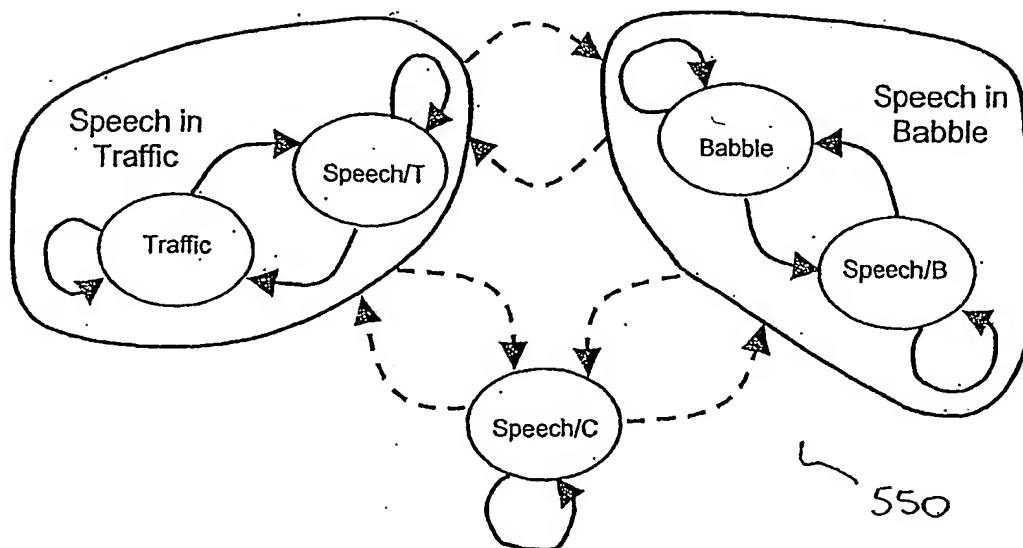 Speech in
Traffic
Speech/T
Traffic
Speech in
Babble
Babble
Speech/B
Speech/C
550